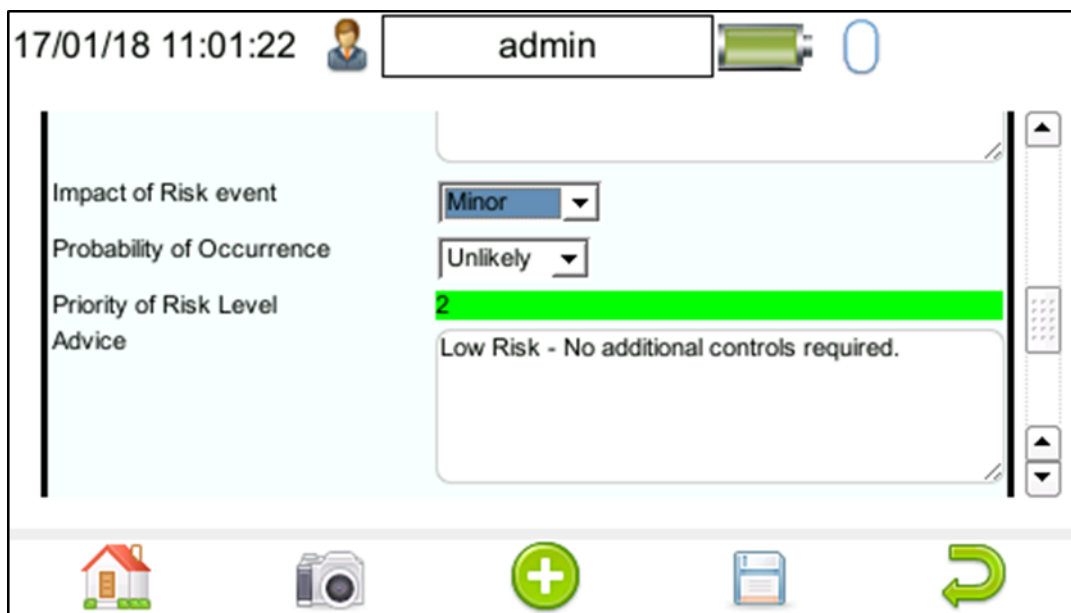 17/01/18 11:01:22 admin
Impact of Risk event Minor
Probability of Occurrence Unlikely
Priority of Risk Level 2
Advice Low Risk - No additional controls required.